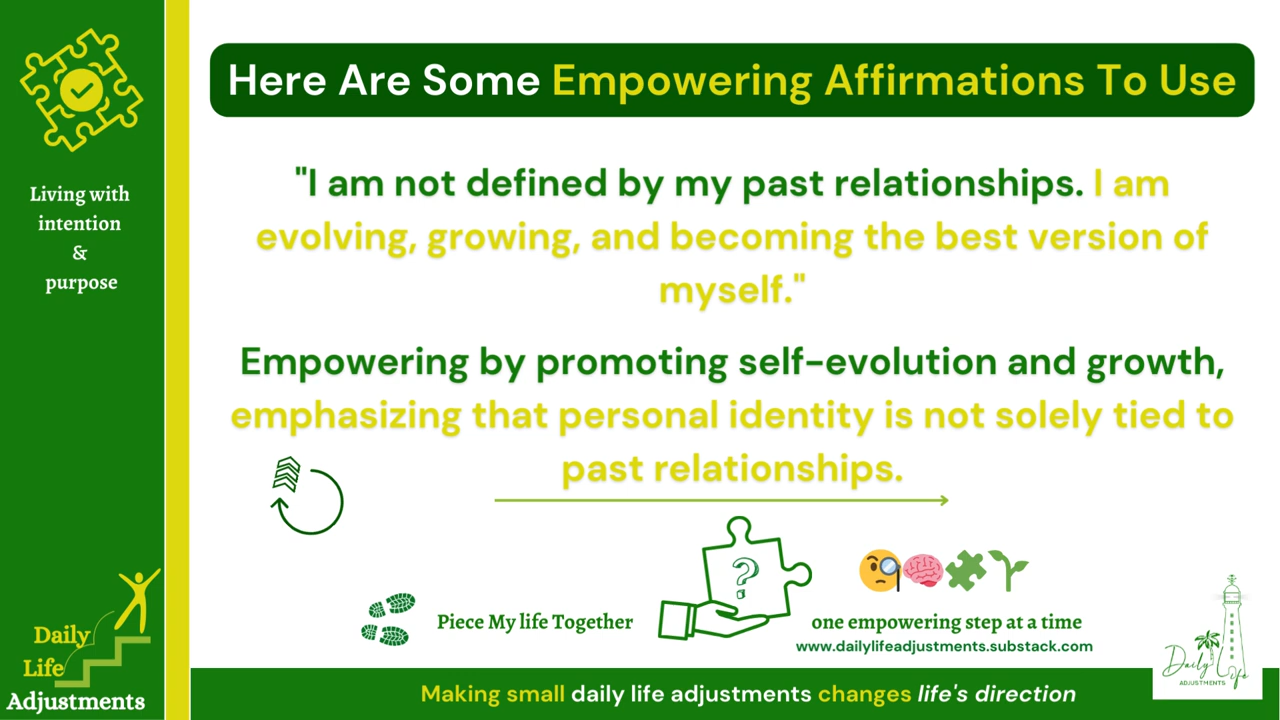 Here Are Some Empowering Affirmations To Use
Living with
intention
&
purpose
"I am not defined by my past relationships. I am
evolving, growing, and becoming the best version of
myself."
Empowering by promoting self-evolution and growth,
emphasizing that personal identity is not solely tied to
past relationships.
?
Piece My life Together
one empowering step at a time
www.dailylifeadjustments.substack.com
Daily
Life
Adjustments
Making small daily life adjustments changes life's direction
Daily Life
ADJUSTMENTS